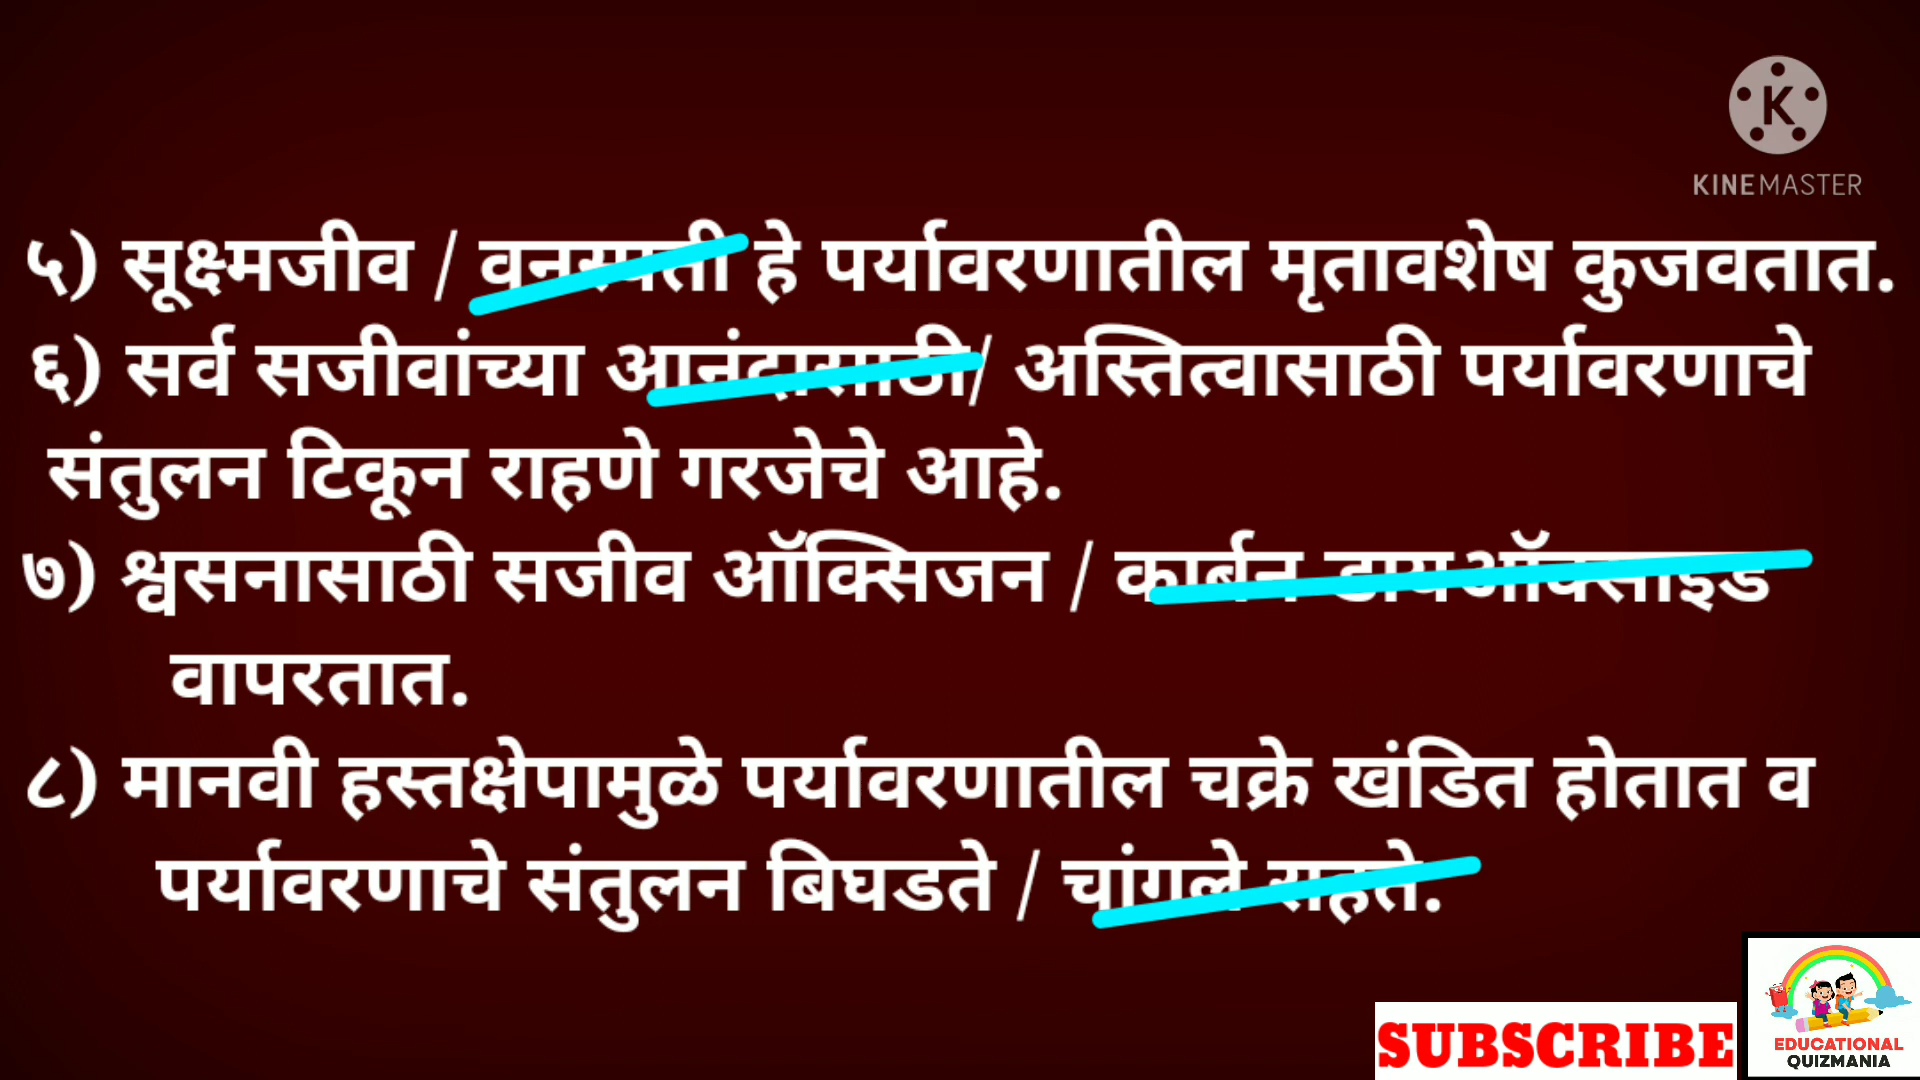 KINEMASTER
५) सूक्ष्मजीव / वनस्पती हे पर्यावरणातील मृतावशेष कुजवतात.
६) सर्व सजीवांच्या आनंदासाठी/ अस्तित्वासाठी पर्यावरणाचे
संतुलन टिकून राहणे गरजेचे आहे.
७) श्वसनासाठी सजीव ऑक्सिजन / कार्बन डायऑक्साइड
वापरतात.
८) मानवी हस्तक्षेपामुळे पर्यावरणातील चक्रे खंडित होतात व
पर्यावरणाचे संतुलन बिघडते / चांगले राहते.
SUBSCRIBE
EDUCATIONAL
QUIZMANIA